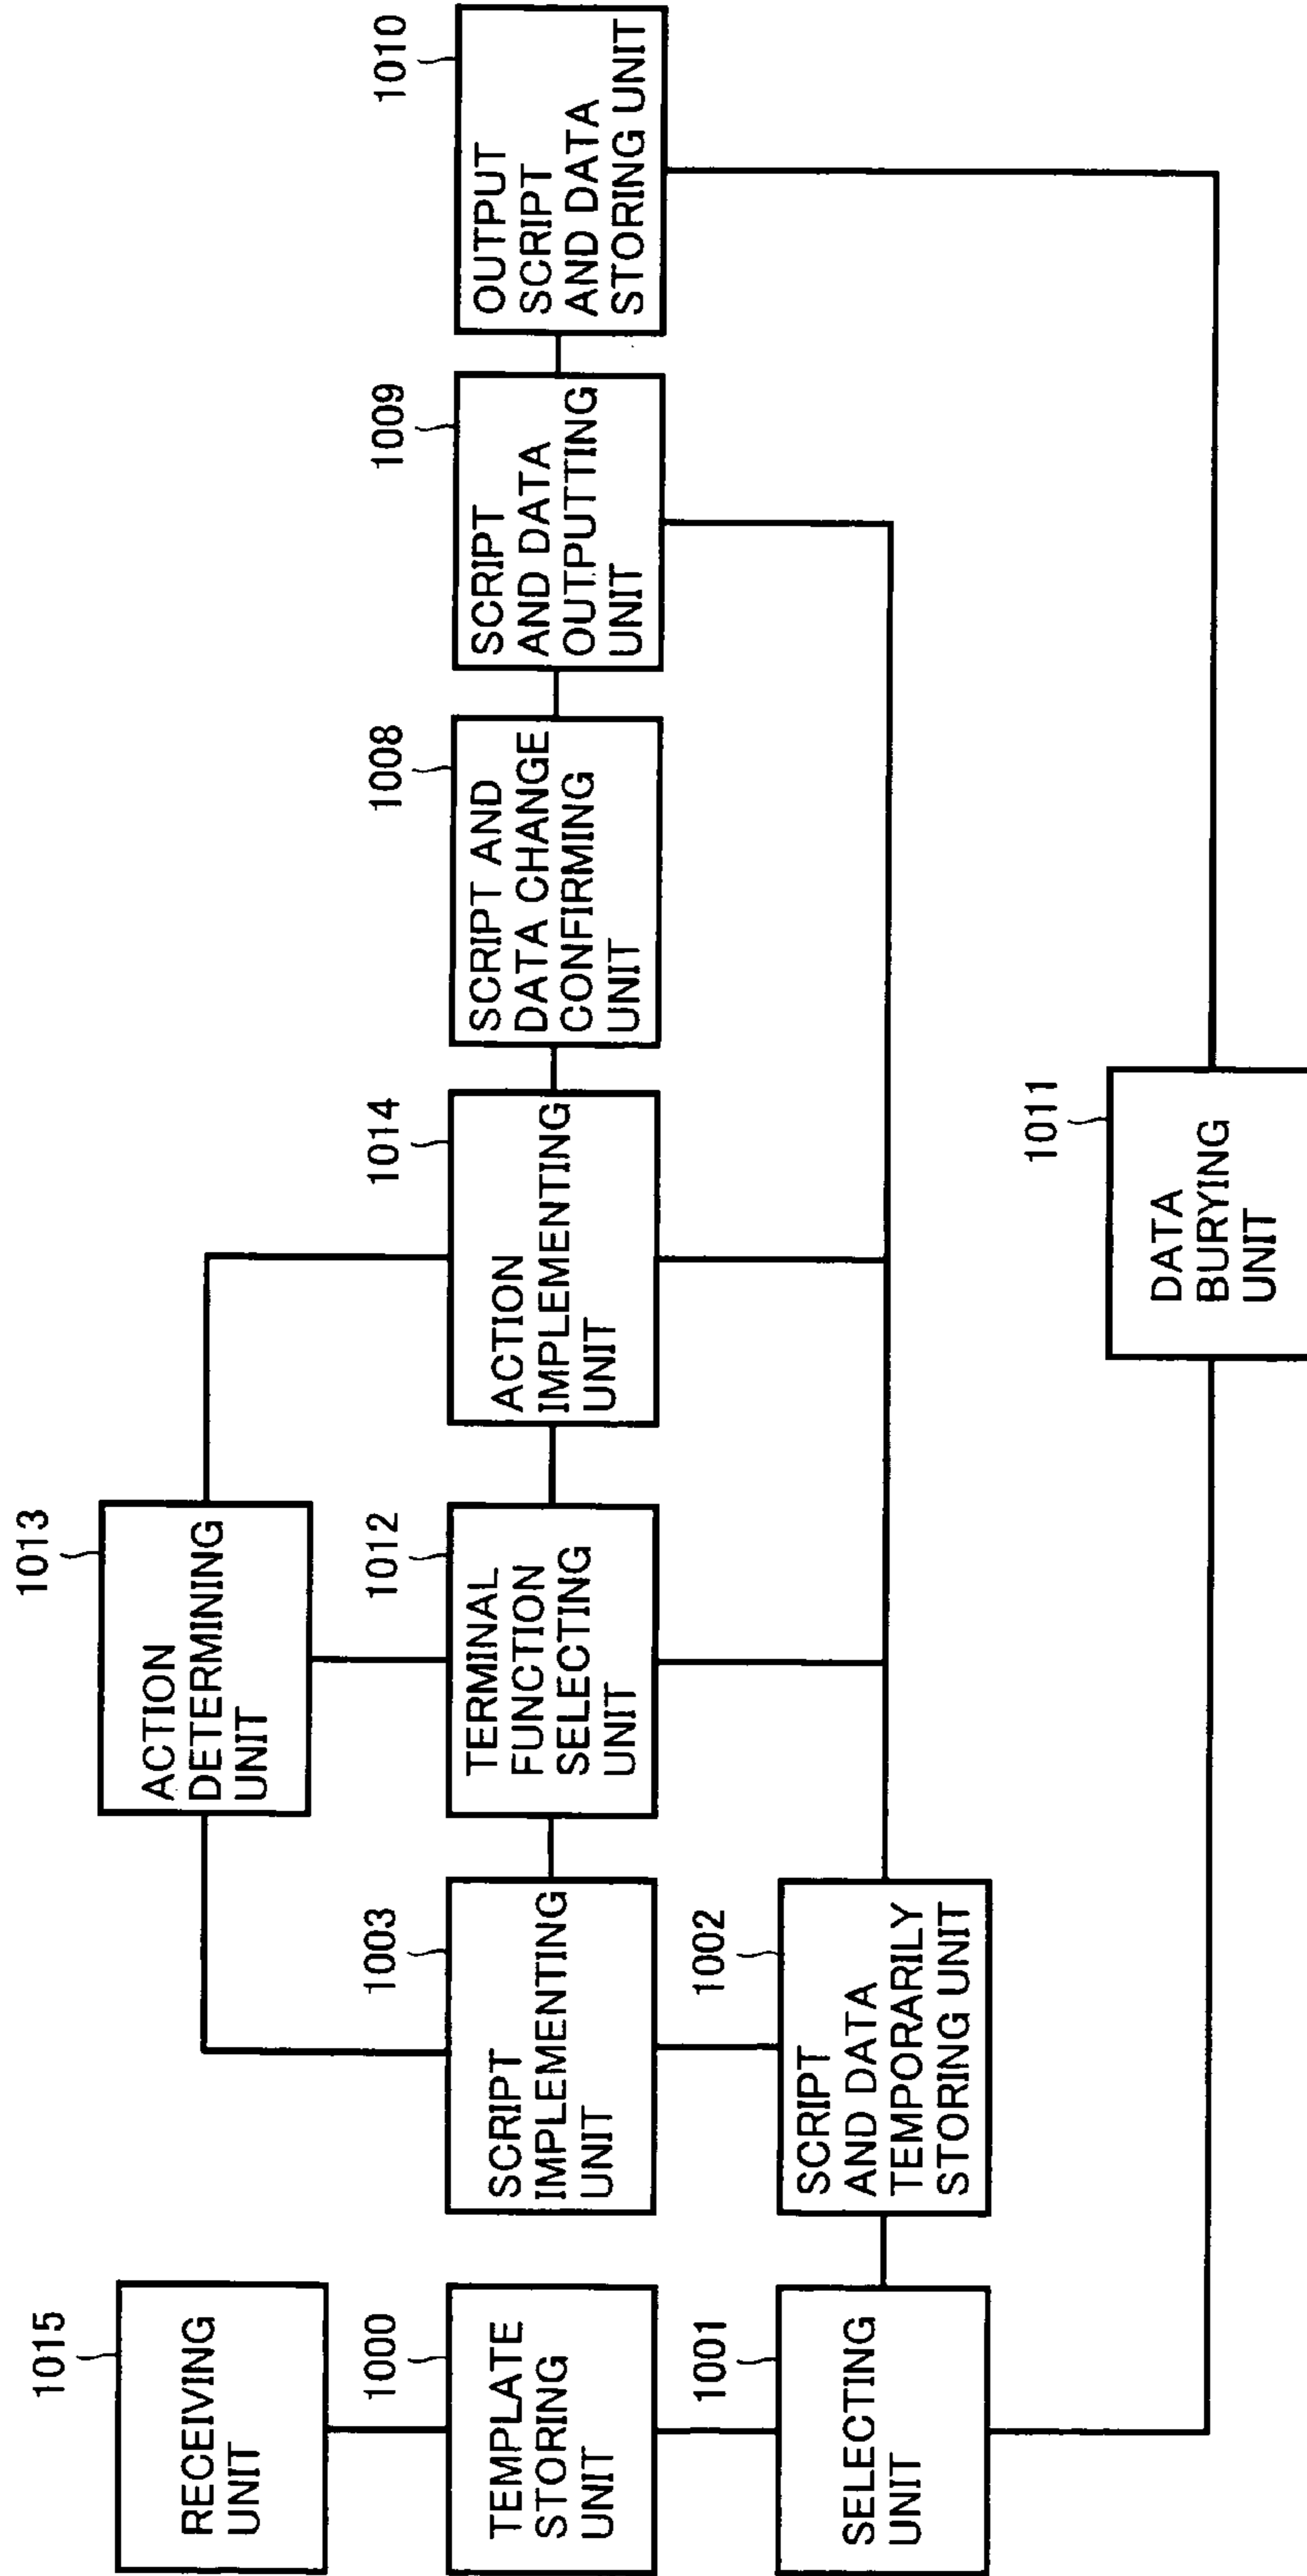 1015
RECEIVING
UNIT
1000
TEMPLATE
STORING
UNIT
1001
SELECTING
UNIT
1013
ACTION
DETERMINING
UNIT
1003
SCRIPT
IMPLEMENTING
UNIT
1002
SCRIPT
AND DATA
TEMPORARILY
STORING UNIT
1012
TERMINAL
FUNCTION
SELECTING
UNIT
1014
ACTION
IMPLEMENTING
UNIT
1008
SCRIPT AND
DATA CHANGE
CONFIRMING
UNIT
1009
SCRIPT
AND DATA
OUTPUTTING
UNIT
1010
OUTPUT
SCRIPT
AND DATA
STORING UNIT
1011
DATA
BURYING
UNIT